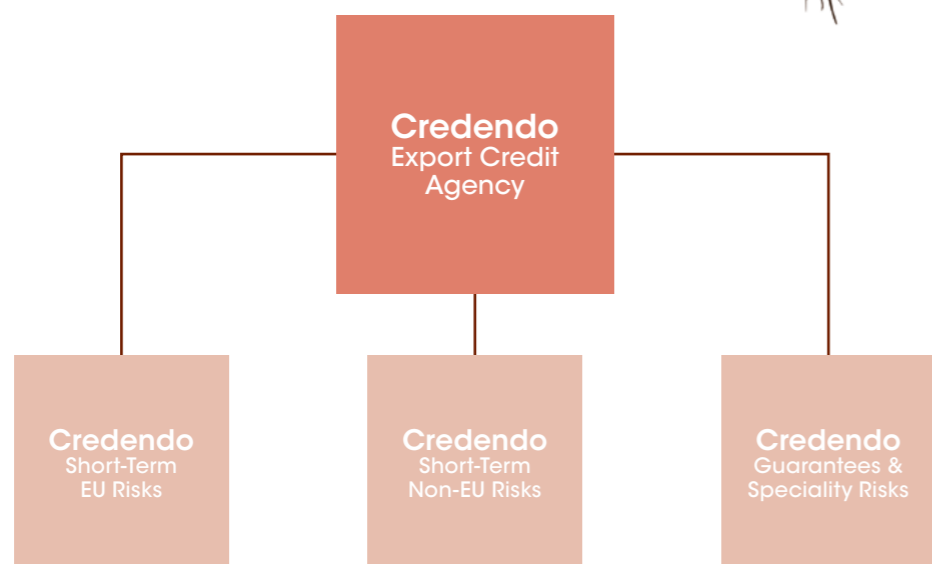 Credendo
Export Credit
Agency
Credendo
Short-Term
EU Risks
Credendo
Short-Term
Non-EU Risks
Credendo
Guarantees &
Speciality Risks